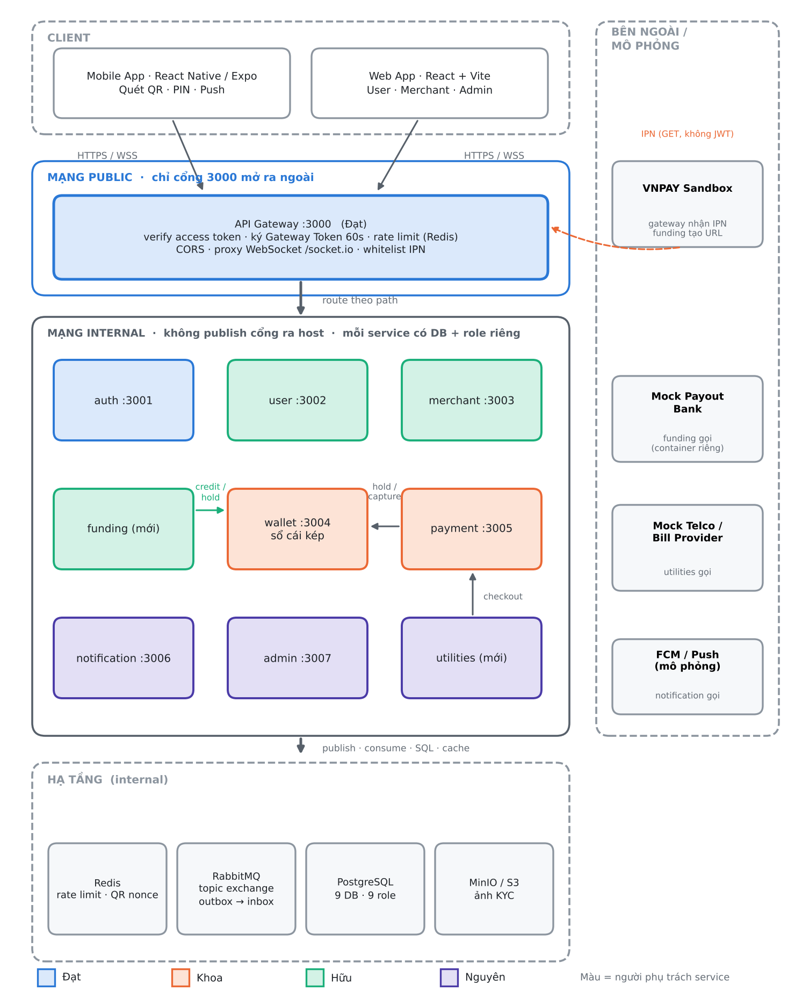 CLIENT
Mobile App · React Native / Expo
Quét QR · PIN · Push
Web App · React + Vite
User · Merchant · Admin
HTTPS / WSS
HTTPS / WSS
MẠNG PUBLIC · chỉ cổng 3000 mở ra ngoài
API Gateway :3000 (Đạt)
verify access token · ký Gateway Token 60s · rate limit (Redis)
CORS · proxy WebSocket /socket.io · whitelist IPN
route theo path
MẠNG INTERNAL · không publish cổng ra host · mỗi service có DB + role riêng
auth :3001
user :3002
merchant :3003
funding (mới)
credit /
hold
wallet :3004
sổ cái kép
hold /
capture
payment :3005
checkout
notification :3006
admin :3007
utilities (mới)
publish · consume · SQL · cache
HẠ TẦNG (internal)
Redis
rate limit · QR nonce
RabbitMQ
topic exchange
outbox → inbox
PostgreSQL
9 DB · 9 role
MinIO / S3
ảnh KYC
BÊN NGOÀI /
MÔ PHỎNG
IPN (GET, không JWT)
VNPAY Sandbox
gateway nhận IPN
funding tạo URL
Mock Payout
Bank
funding gọi
(container riêng)
Mock Telco /
Bill Provider
utilities gọi
FCM / Push
(mô phỏng)
notification gọi
Đạt
Khoa
Hữu
Nguyên
Màu = người phụ trách service